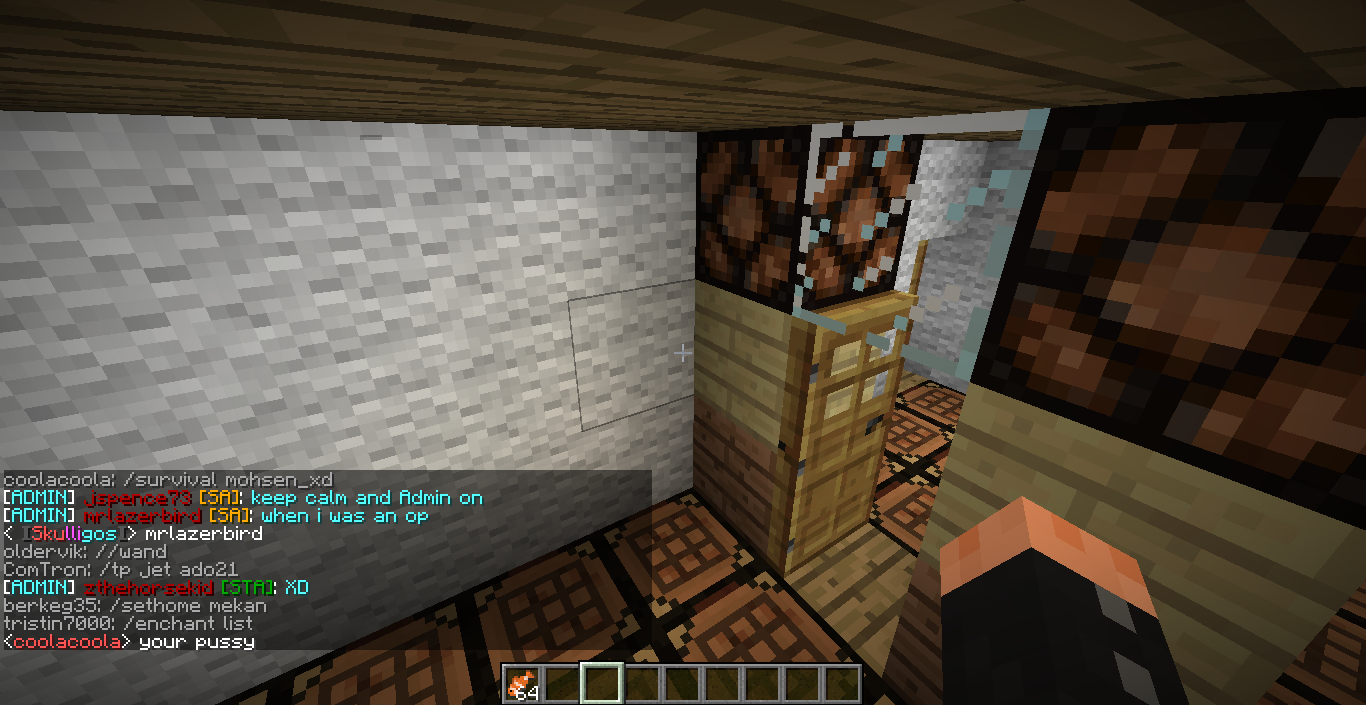 coolacoola: /survival mohsen_xd
[ADMIN] jspence73 [SA]: keep calm and Admin on
[ADMIN] mrlazerbird [SA]: when i was an op
< [Skulligos]> mrlazerbird
oldervik: //wand
ComTron: /tp jet ado21
[ADMIN] zthehorsekid [STA]: XD
berkeg35: /sethome mekan
tristin7000: /enchant list
<coolacoola> your pussy
64